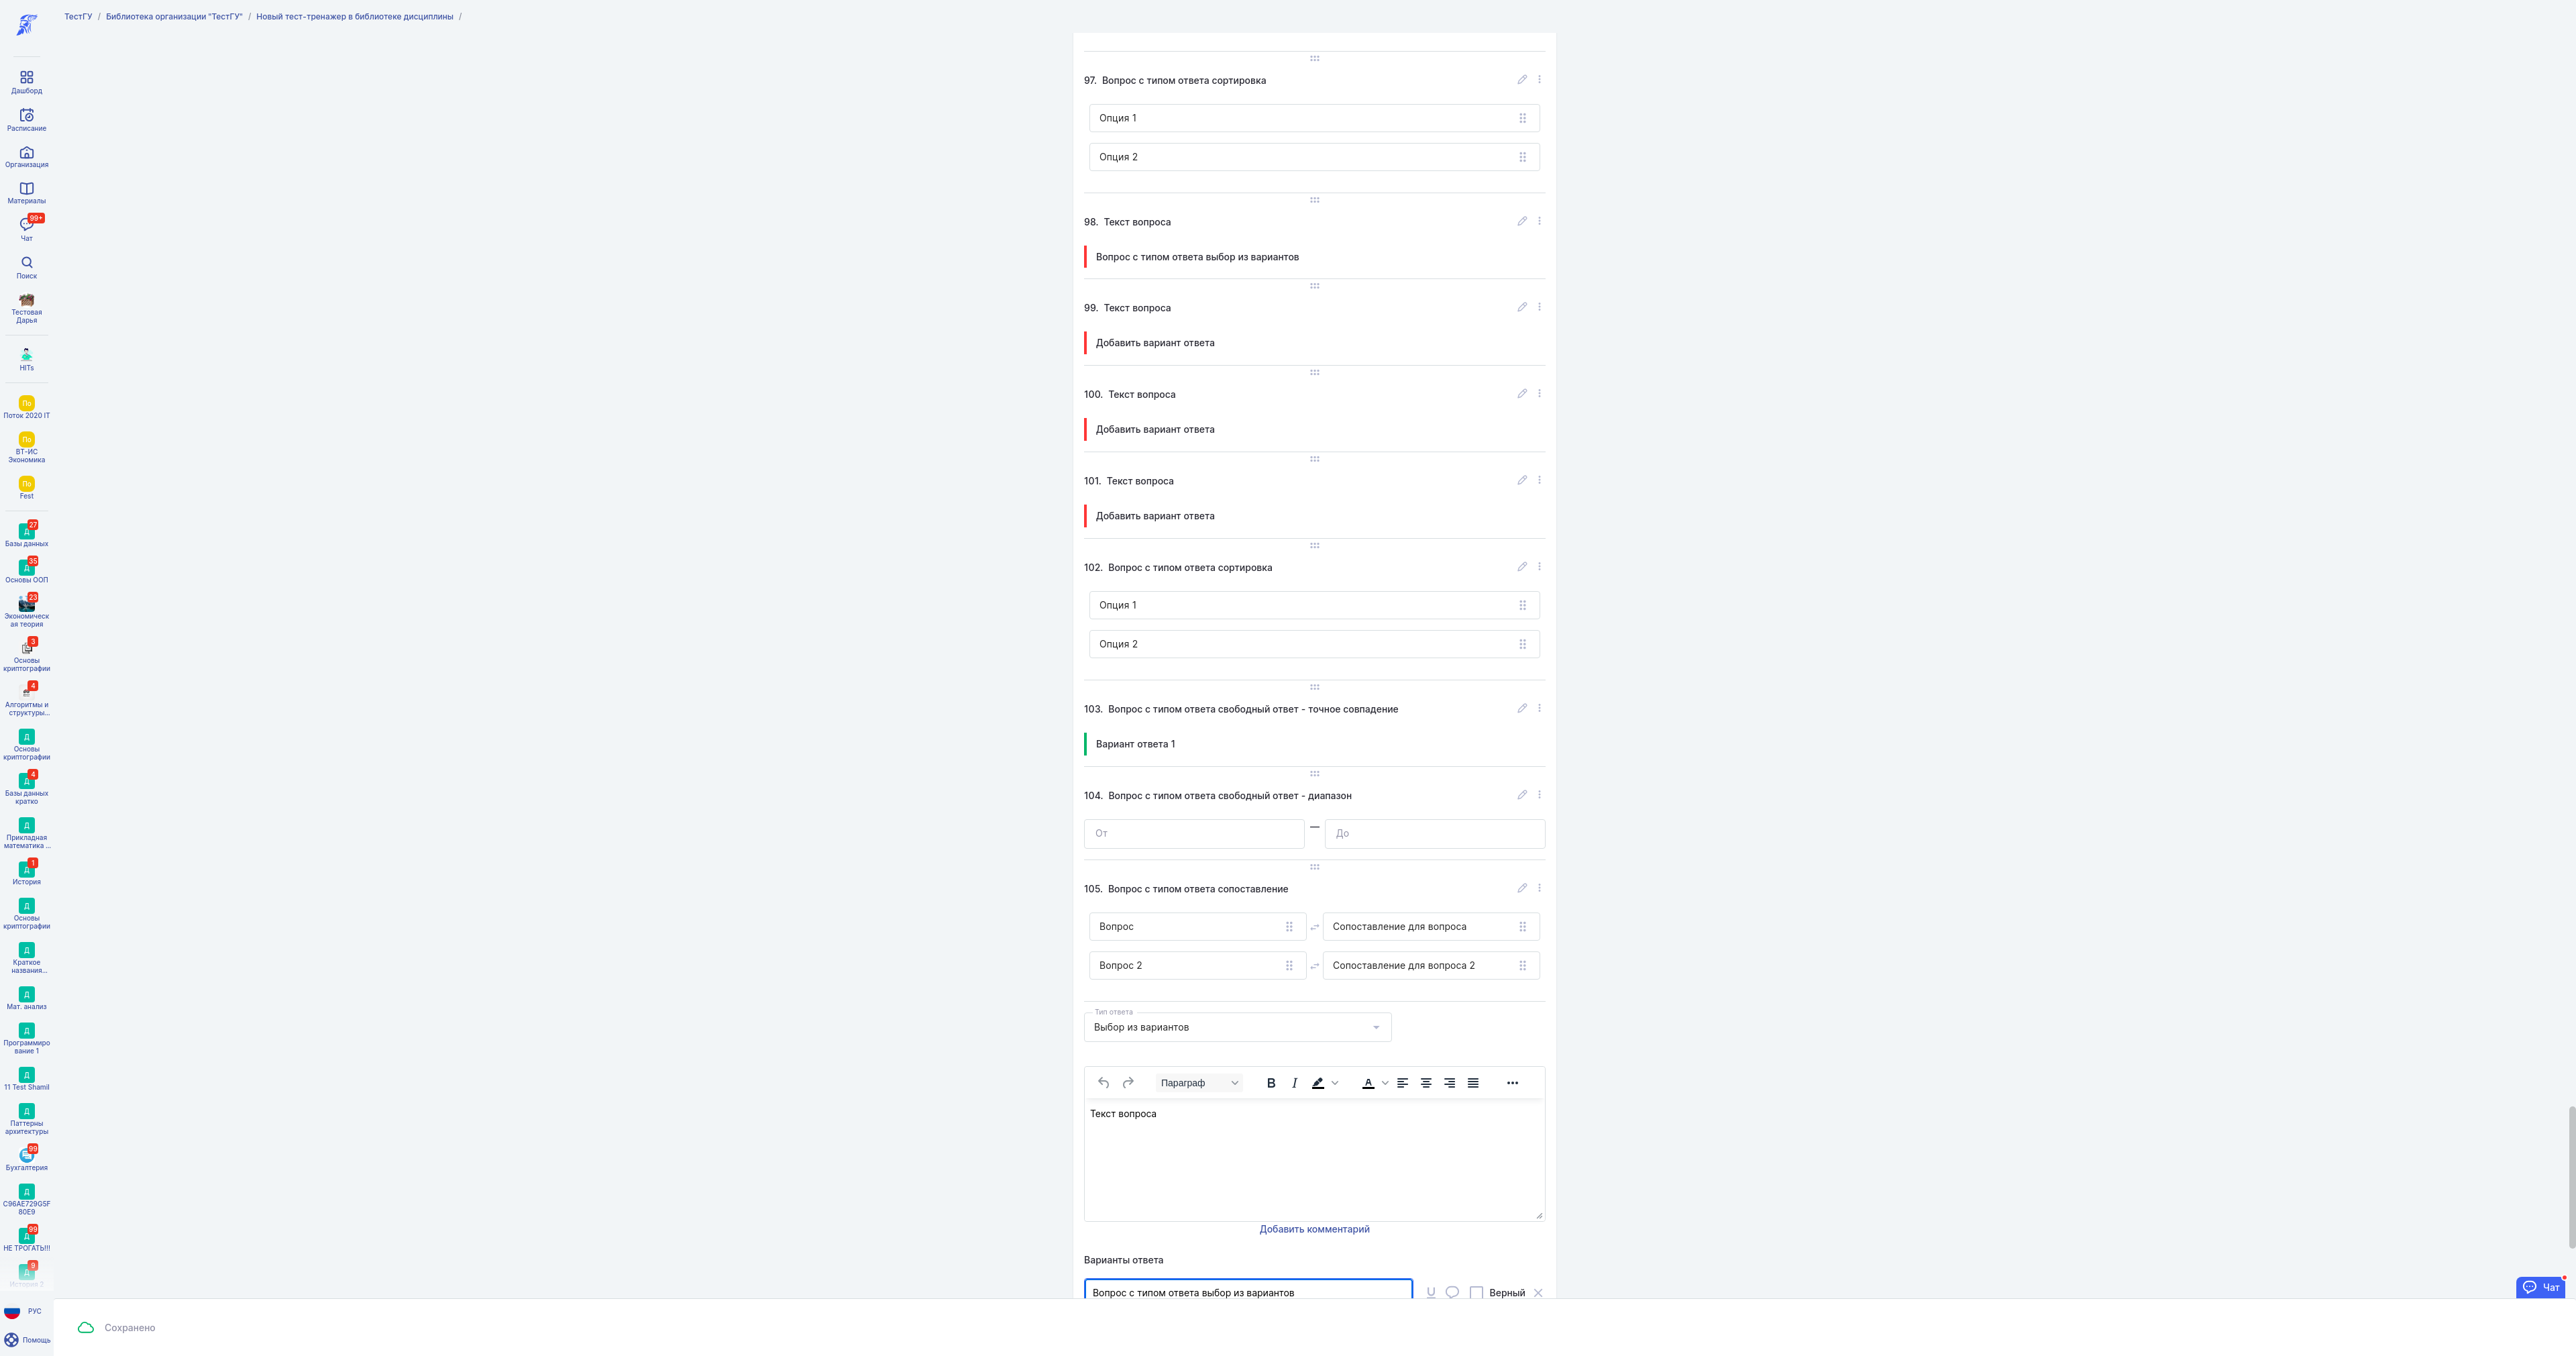 ТестГУ / Библиотека организации "ТестГУ" / Новый тест-тренажер в библиотеке дисциплины /
Дашборд
Расписание
Организация
Материалы
99+
Чат
Поиск
Тестовая
Дарья
HITs
По
Поток 2020 IT
По
ВТ-ИС
Экономика
По
Fest
27
Д
Базы данных
35
Д
Основы ООП
23
Экономическ
ая теория
3
Основы
криптографии
4
Алгоритмы и
структуры...
Д
Основы
криптографии
4
Д
Базы данных
кратко
Д
Прикладная
математика ...
1
Д
История
Д
Основы
криптографии
Д
Краткое
названия...
Д
Мат. анализ
Д
Программиро
вание 1
Д
11 Test Shamil
Д
Паттерны
архитектуры
99
Бухгалтерия
Д
C96AE729G5F
80E9
99
Д
НЕ ТРОГАТЬ!!!
9
Д
История 2
РУС
Помощь
97. Вопрос с типом ответа сортировка
Опция 1
Опция 2
98. Текст вопроса
Вопрос с типом ответа выбор из вариантов
99. Текст вопроса
Добавить вариант ответа
100. Текст вопроса
Добавить вариант ответа
101. Текст вопроса
Добавить вариант ответа
102. Вопрос с типом ответа сортировка
Опция 1
Опция 2
103. Вопрос с типом ответа свободный ответ - точное совпадение
Вариант ответа 1
104. Вопрос с типом ответа свободный ответ - диапазон
От — До
105. Вопрос с типом ответа сопоставление
Вопрос Сопоставление для вопроса
Вопрос 2 Сопоставление для вопроса 2
Тип ответа
Выбор из вариантов
Параграф B I A
Текст вопроса
Добавить комментарий
Варианты ответа
Вопрос с типом ответа выбор из вариантов U Верный
Чат
Сохранено